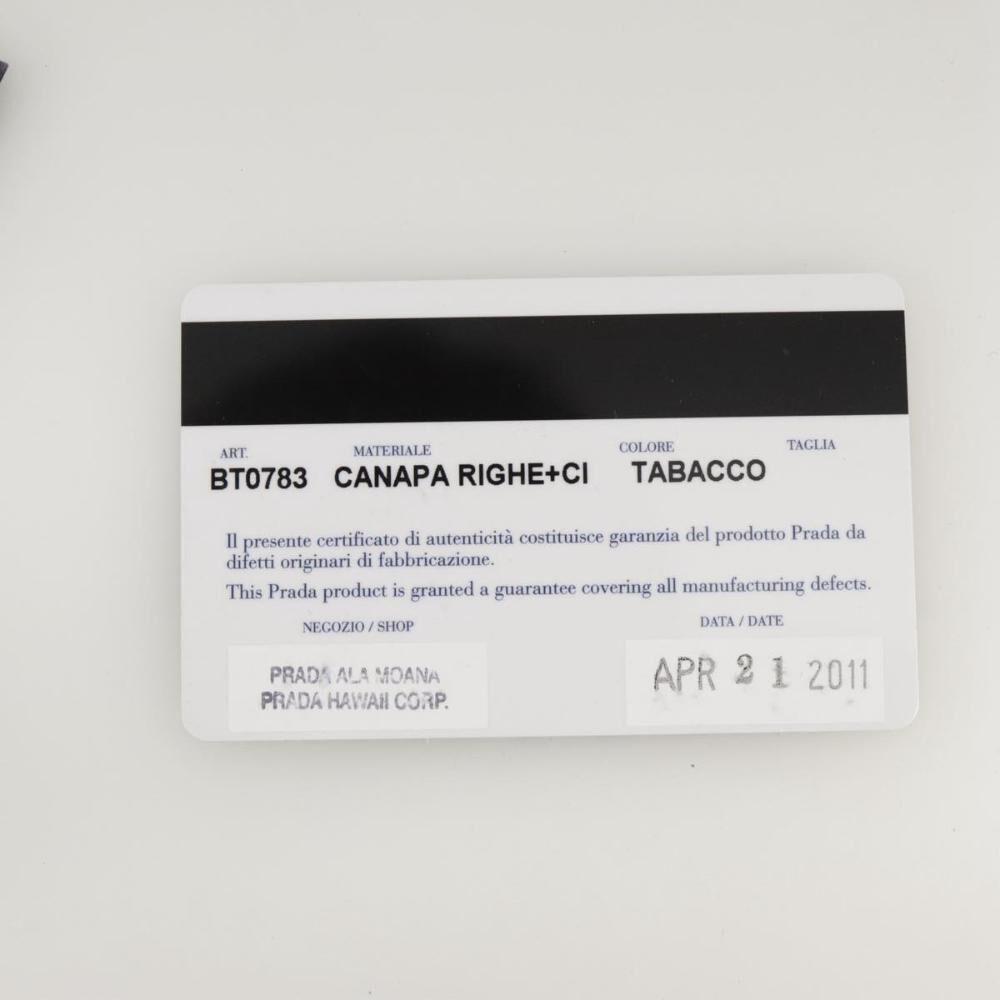 ART. MATERIALE COLORE TAGLIA
BT0783 CANAPA RIGHE+CI TABACCO
Il presente certificato di autenticità costituisce garanzia del prodotto Prada da
difetti originari di fabbricazione.
This Prada product is granted a guarantee covering all manufacturing defects.
NEGOZIO / SHOP DATA / DATE
PRADA ALA MOANA
PRADA HAWAII CORP.
APR 21 2011